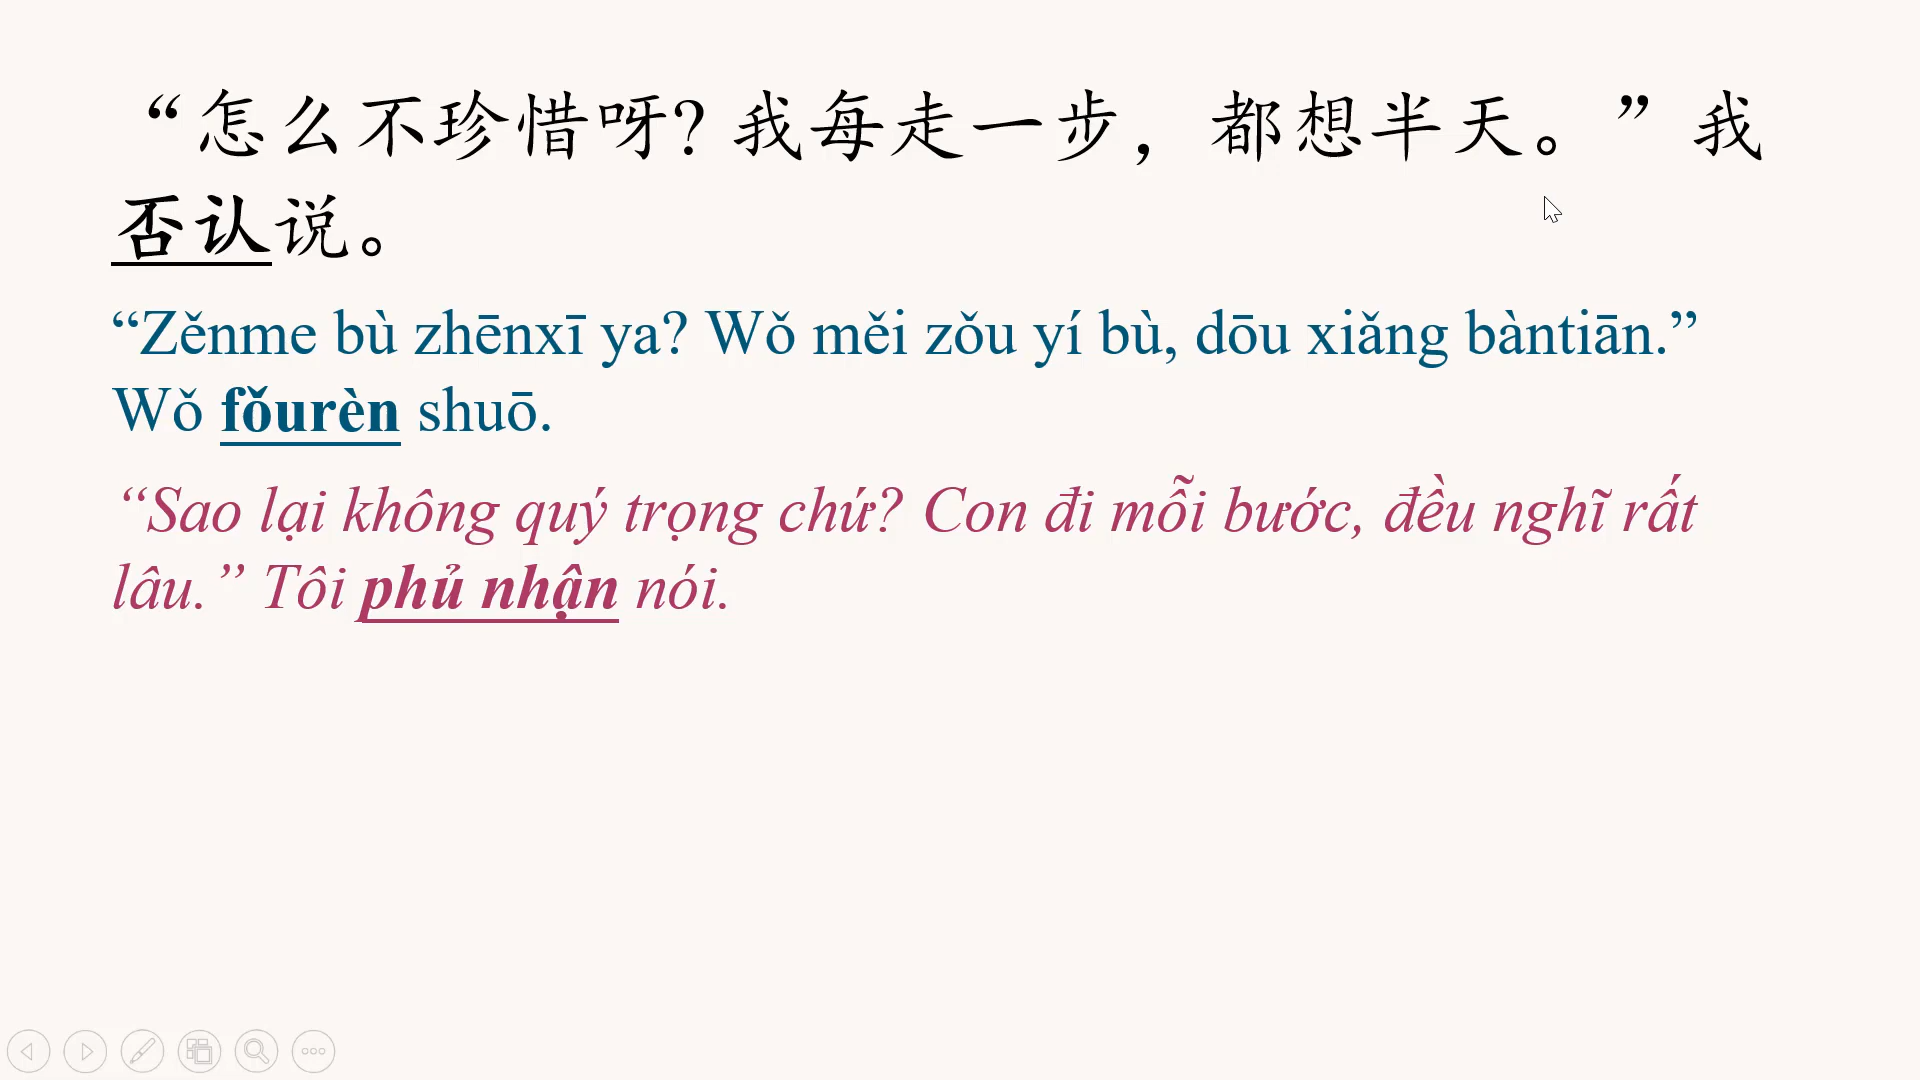 “怎么不珍惜呀? 我每走一步，都想半天。”我
否认说。
“Zěnme bù zhēnxī ya? Wǒ měi zǒu yí bù, dōu xiǎng bàntiān.”
Wǒ fǒurèn shuō.
“Sao lại không quý trọng chứ? Con đi mỗi bước, đều nghĩ rất
lâu.” Tôi phủ nhận nói.